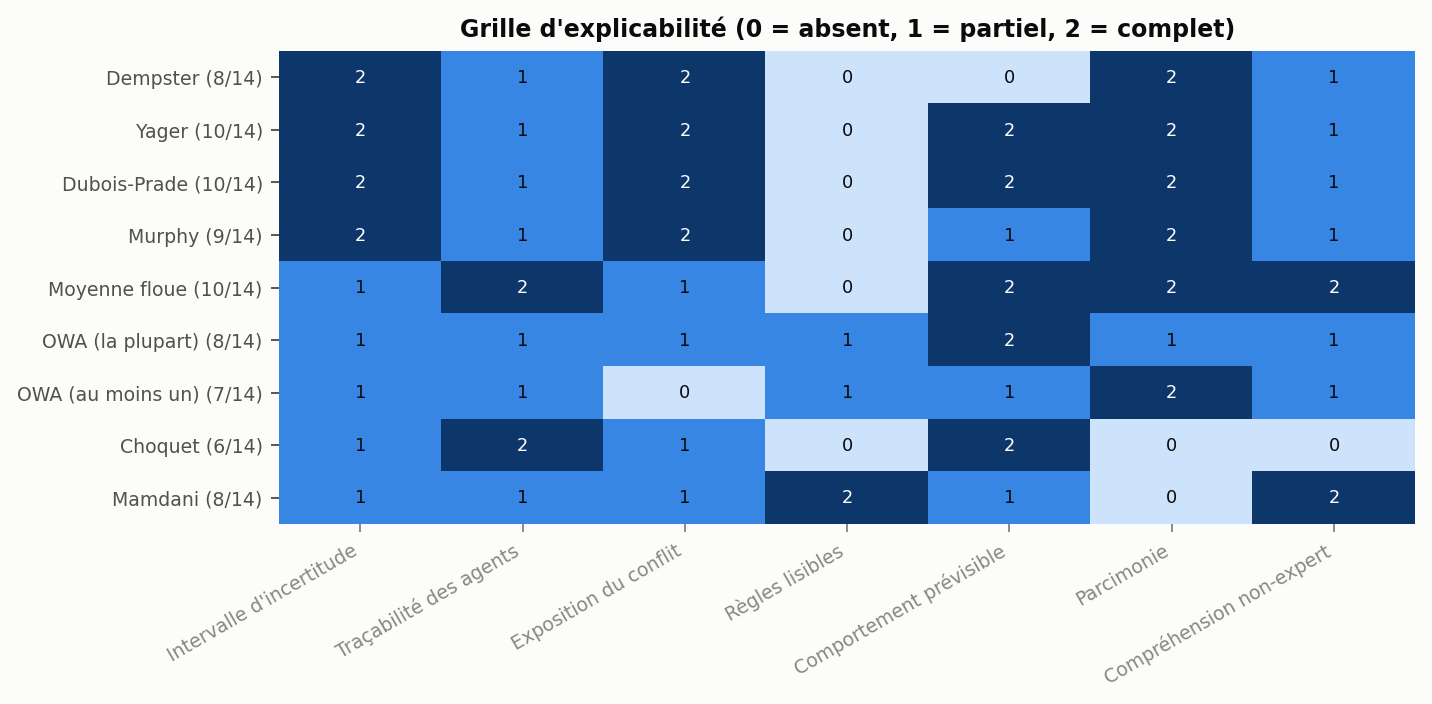 Grille d'explicabilité (0 = absent, 1 = partiel, 2 = complet)
Dempster (8/14) 2 1 2 0 0 2 1
Yager (10/14) 2 1 2 0 2 2 1
Dubois-Prade (10/14) 2 1 2 0 2 2 1
Murphy (9/14) 2 1 2 0 1 2 1
Moyenne floue (10/14) 1 2 1 0 2 2 2
OWA (la plupart) (8/14) 1 1 1 1 2 1 1
OWA (au moins un) (7/14) 1 1 0 1 1 2 1
Choquet (6/14) 1 2 1 0 2 0 0
Mamdani (8/14) 1 1 1 2 1 0 2
Intervalle d'incertitude
Traçabilité des agents
Exposition du conflit
Règles lisibles
Comportement prévisible
Parcimonie
Compréhension non-expert